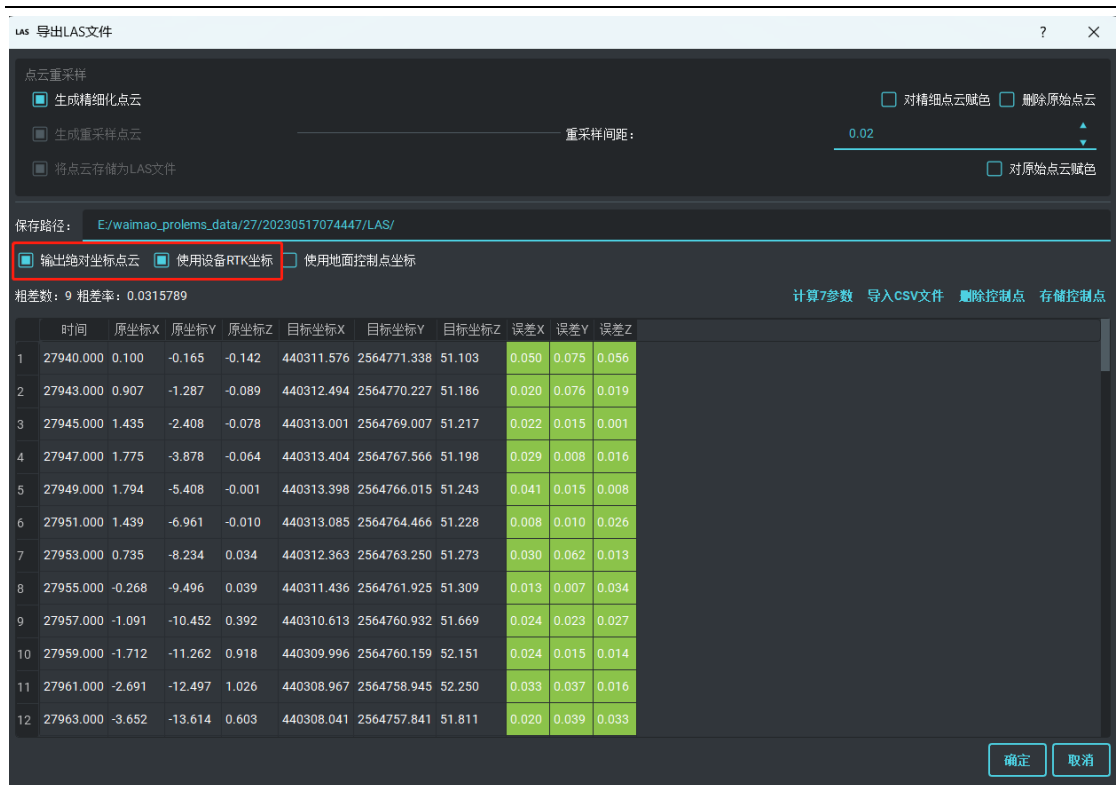 LAS 导出LAS文件 ? ×
点云重采样
生成精细化点云 对精细点云赋色 删除原始点云
生成重采样点云 重采样间距： 0.02
将点云存储为LAS文件 对原始点云赋色
保存路径： E:/waimao_prolems_data/27/20230517074447/LAS/
输出绝对坐标点云 使用设备RTK坐标 使用地面控制点坐标
粗差数：9 粗差率：0.0315789 计算7参数 导入CSV文件 删除控制点 存储控制点
时间 原坐标X 原坐标Y 原坐标Z 目标坐标X 目标坐标Y 目标坐标Z 误差X 误差Y 误差Z
1 27940.000 0.100 -0.165 -0.142 440311.576 2564771.338 51.103 0.050 0.075 0.056
2 27943.000 0.907 -1.287 -0.089 440312.494 2564770.227 51.186 0.020 0.076 0.019
3 27945.000 1.435 -2.408 -0.078 440313.001 2564769.007 51.217 0.022 0.015 0.001
4 27947.000 1.775 -3.878 -0.064 440313.404 2564767.566 51.198 0.029 0.008 0.016
5 27949.000 1.794 -5.408 -0.001 440313.398 2564766.015 51.243 0.041 0.015 0.008
6 27951.000 1.439 -6.961 -0.010 440313.085 2564764.466 51.228 0.008 0.010 0.026
7 27953.000 0.735 -8.234 0.034 440312.363 2564763.250 51.273 0.030 0.062 0.013
8 27955.000 -0.268 -9.496 0.039 440311.436 2564761.925 51.309 0.013 0.007 0.034
9 27957.000 -1.091 -10.452 0.392 440310.613 2564760.932 51.669 0.024 0.023 0.027
10 27959.000 -1.712 -11.262 0.918 440309.996 2564760.159 52.151 0.024 0.015 0.014
11 27961.000 -2.691 -12.497 1.026 440308.967 2564758.945 52.250 0.033 0.037 0.016
12 27963.000 -3.652 -13.614 0.603 440308.041 2564757.841 51.811 0.020 0.039 0.033
确定 取消